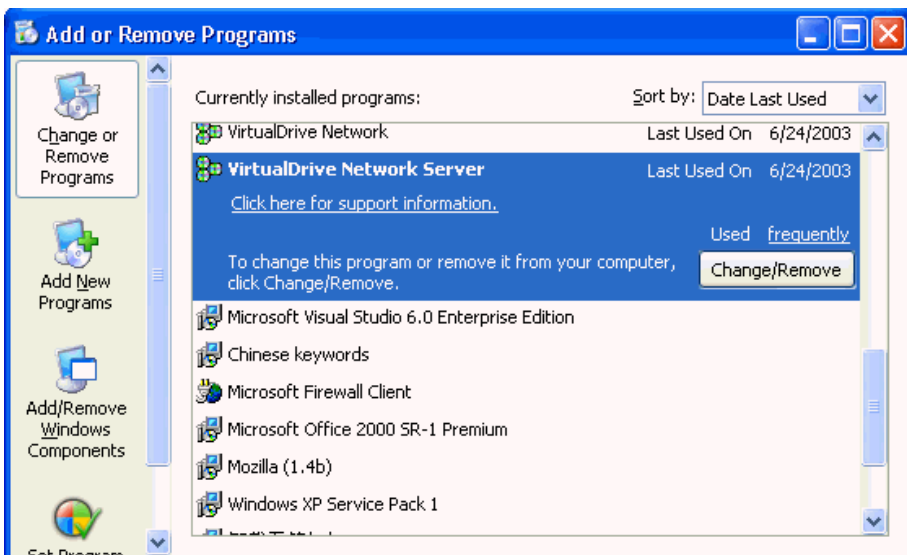 Add or Remove Programs
Change or
Remove
Programs
Add New
Programs
Add/Remove
Windows
Components
Set Program
Currently installed programs:
Sort by: Date Last Used
VirtualDrive Network Last Used On 6/24/2003
VirtualDrive Network Server Last Used On 6/24/2003
Click here for support information.
Used frequently
To change this program or remove it from your computer,
click Change/Remove.
Change/Remove
Microsoft Visual Studio 6.0 Enterprise Edition
Chinese keywords
Microsoft Firewall Client
Microsoft Office 2000 SR-1 Premium
Mozilla (1.4b)
Windows XP Service Pack 1